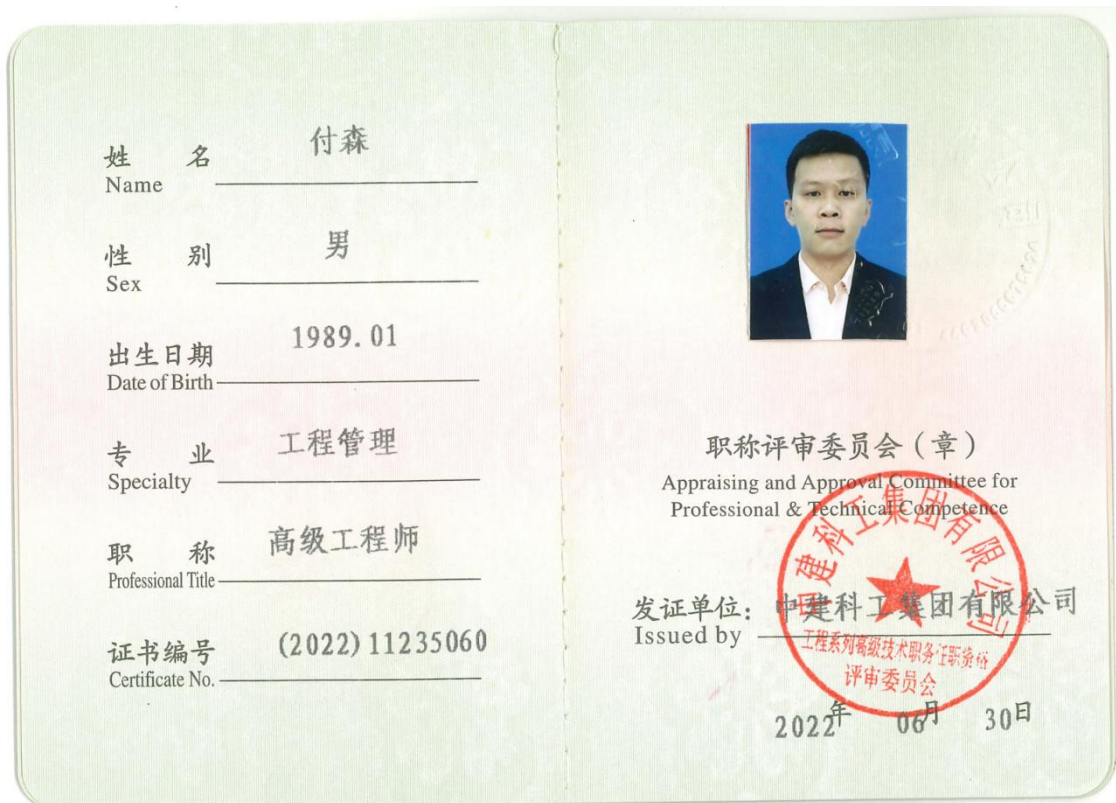 姓 名 付森
Name
性 别 男
Sex
出生日期 1989.01
Date of Birth
专 业 工程管理
Specialty
职 称 高级工程师
Professional Title
证书编号 (2022)11235060
Certificate No.
职称评审委员会(章)
Appraising and Approval Committee for
Professional & Technical Competence
中建科工集团有限公司
发证单位: 中建科工集团有限公司
Issued by
工程系列高级技术职务任职资格
评审委员会
2022年 06月 30日